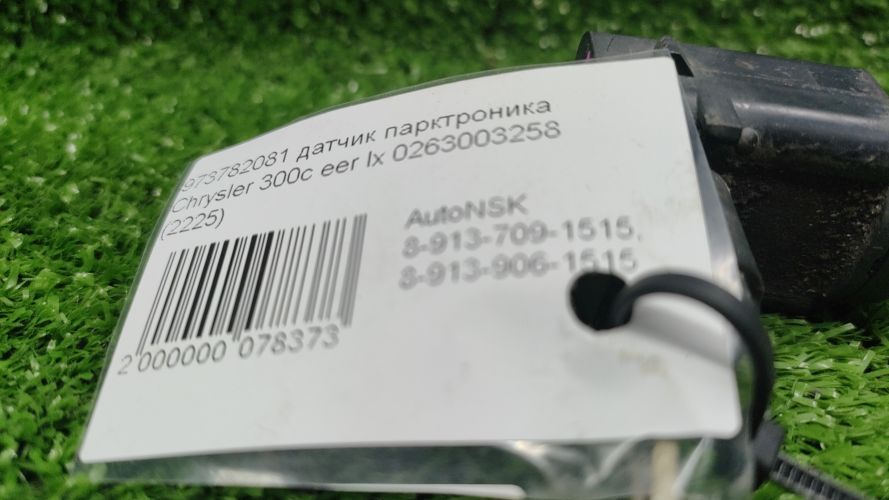 973782081 датчик парктроника
Chrysler 300c eer lx 0263003258
(2225)
AutoNSK
8-913-709-1515,
8-913-906-1515
2 000000 078373